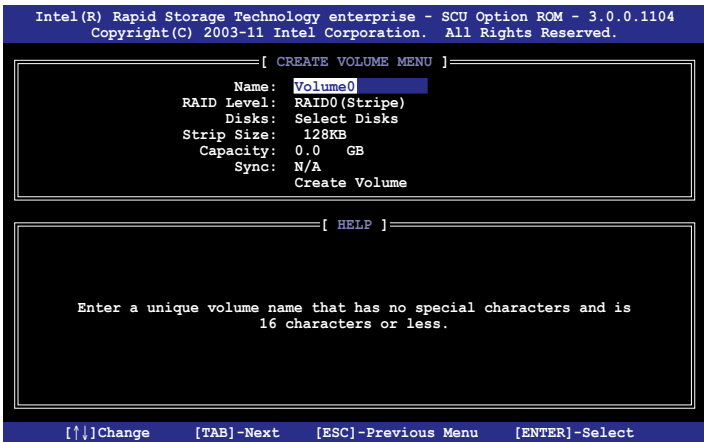 Intel(R) Rapid Storage Technology enterprise - SCU Option ROM - 3.0.0.1104
Copyright(C) 2003-11 Intel Corporation. All Rights Reserved.
[ CREATE VOLUME MENU ]
Name: Volume0
RAID Level: RAID0(Stripe)
Disks: Select Disks
Strip Size: 128KB
Capacity: 0.0 GB
Sync: N/A
Create Volume
[ HELP ]
Enter a unique volume name that has no special characters and is
16 characters or less.
[↑↓]Change [TAB]-Next [ESC]-Previous Menu [ENTER]-Select